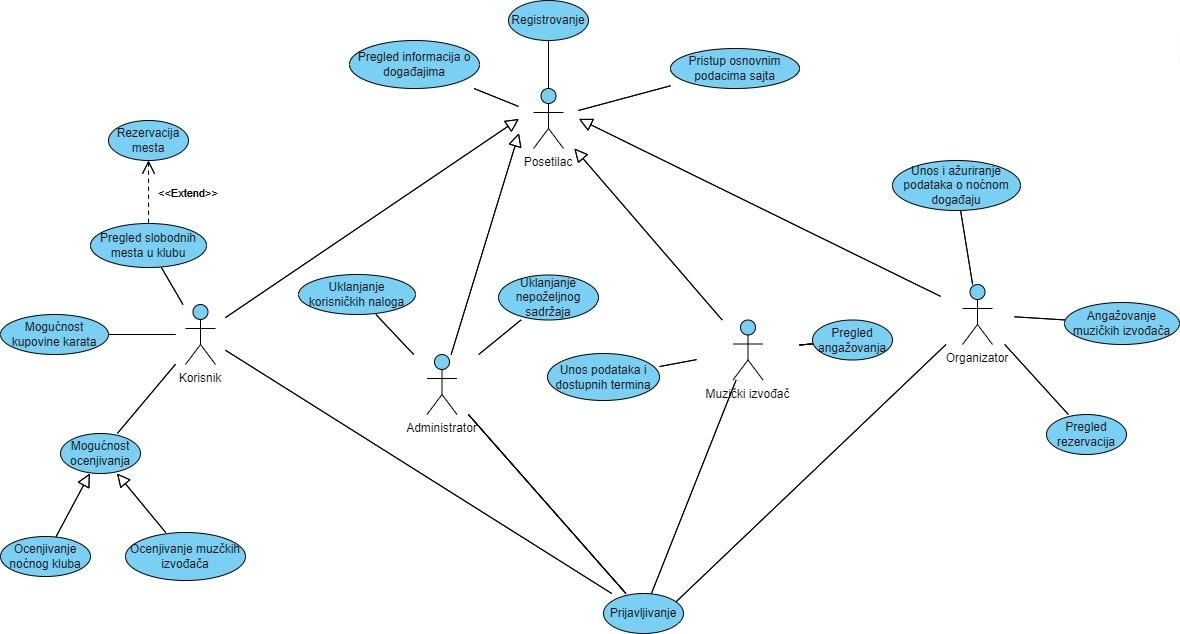 Registrovanje
Pregled informacija o
događajima
Pristup osnovnim
podacima sajta
Posetilac
Rezervacija
mesta
<<Extend>>
Pregled slobodnih
mesta u klubu
Mogućnost
kupovine karata
Korisnik
Mogućnost
ocenjivanja
Ocenjivanje
noćnog kluba
Ocenjivanje muzčkih
izvođača
Uklanjanje
korisničkih naloga
Uklanjanje
nepoželjnog
sadržaja
Administrator
Unos podataka i
dostupnih termina
Pregled
angažovanja
Muzički izvođač
Unos i ažuriranje
podataka o noćnom
događaju
Angažovanje
muzičkih izvođača
Organizator
Pregled
rezervacija
Prijavljivanje